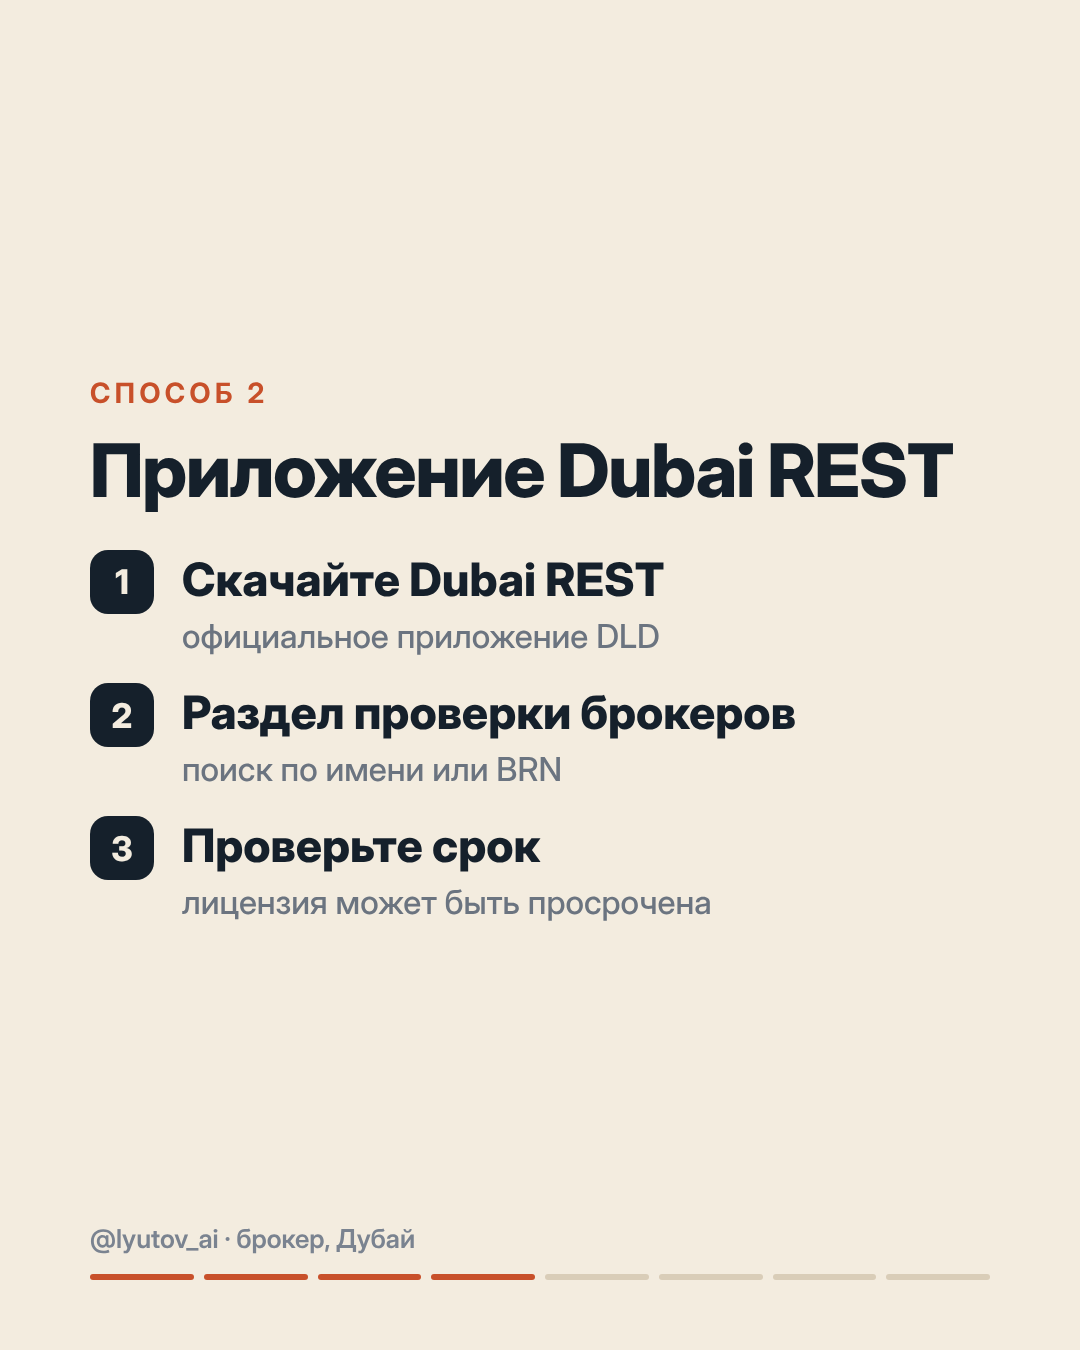 СПОСОБ 2
Приложение Dubai REST
1 Скачайте Dubai REST
официальное приложение DLD
2 Раздел проверки брокеров
поиск по имени или BRN
3 Проверьте срок
лицензия может быть просрочена
@lyutov_ai · брокер, Дубай